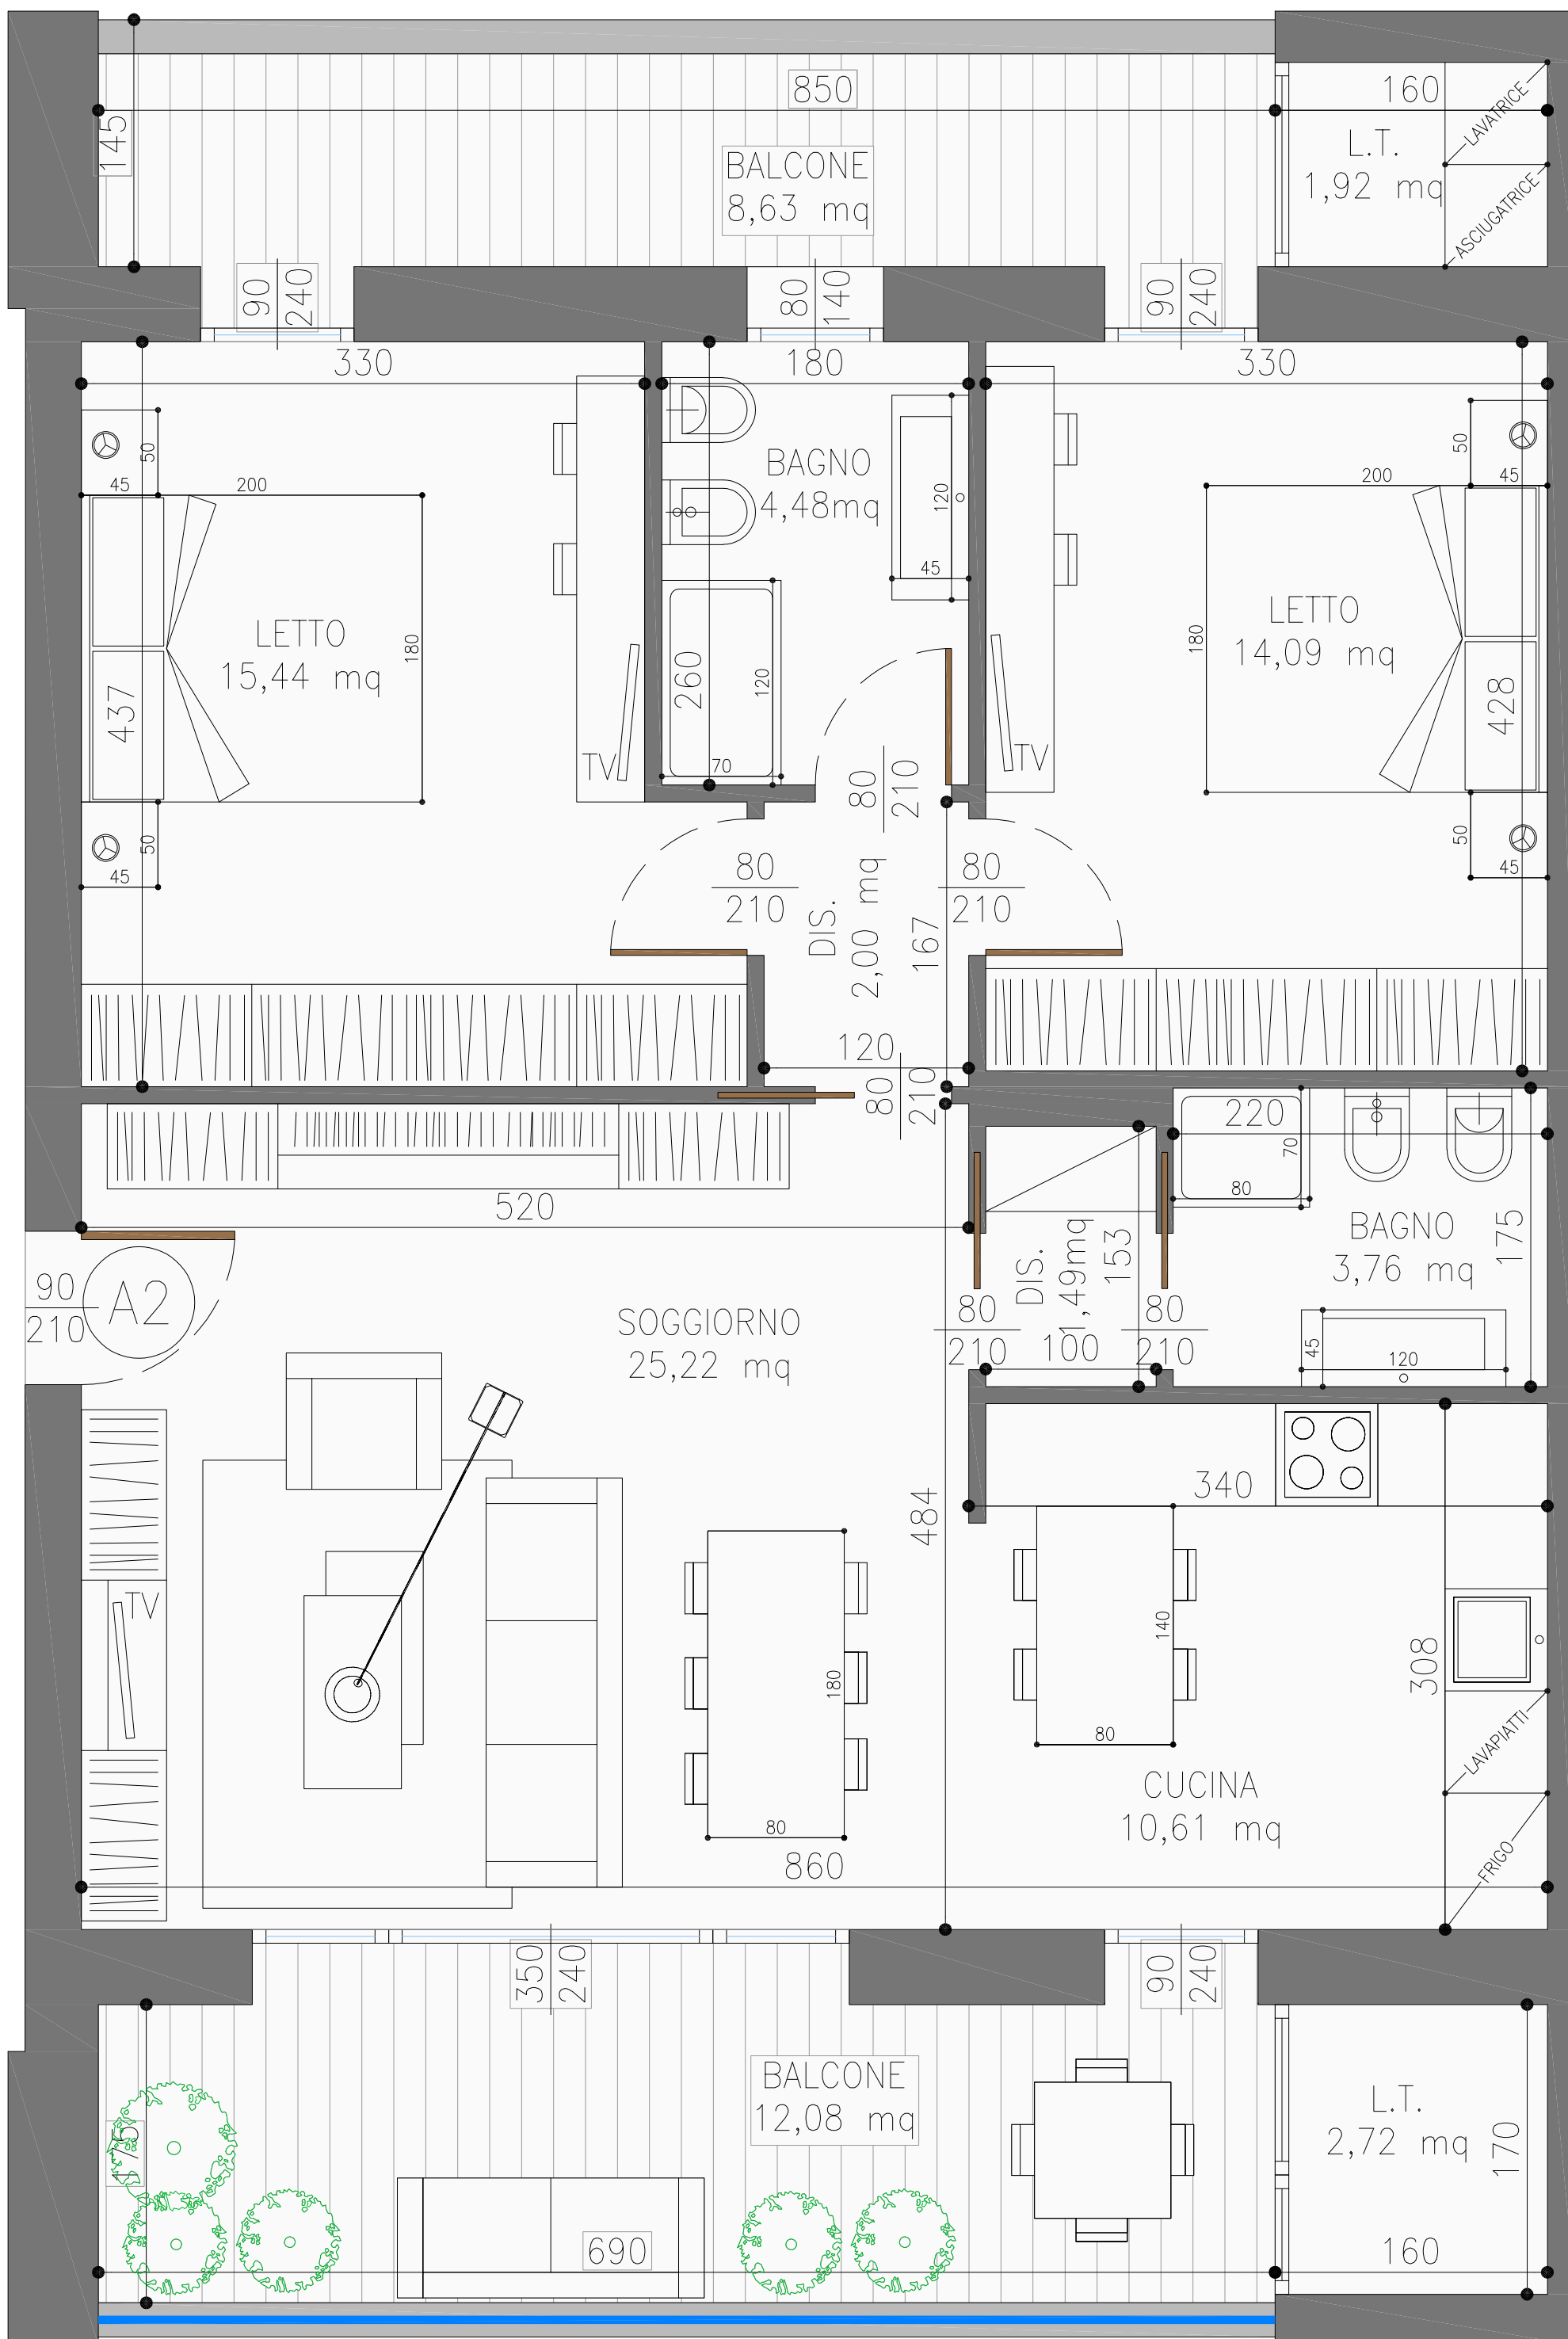 850
160
145
LAVATRICE
L.T.
1,92 mq
ASCIUGATRICE
BALCONE
8,63 mq
90
240
80
140
90
240
330
180
330
50
45
200
BAGNO
4,48mq
120
45
50
45
200
LETTO
15,44 mq
180
437
260
120
70
TV
LETTO
14,09 mq
180
428
TV
80
210
50
45
50
45
80
210
DIS.
2,00 mq
167
80
210
120
80
210
520
220
70
80
BAGNO
3,76 mq
175
90
210
A2
DIS.
1,49mq
153
80
210
100
80
210
45
120
SOGGIORNO
25,22 mq
484
340
TV
180
80
140
80
308
LAVAPIATTI
FRIGO
CUCINA
10,61 mq
860
350
240
90
240
BALCONE
12,08 mq
175
L.T.
2,72 mq
170
690
160